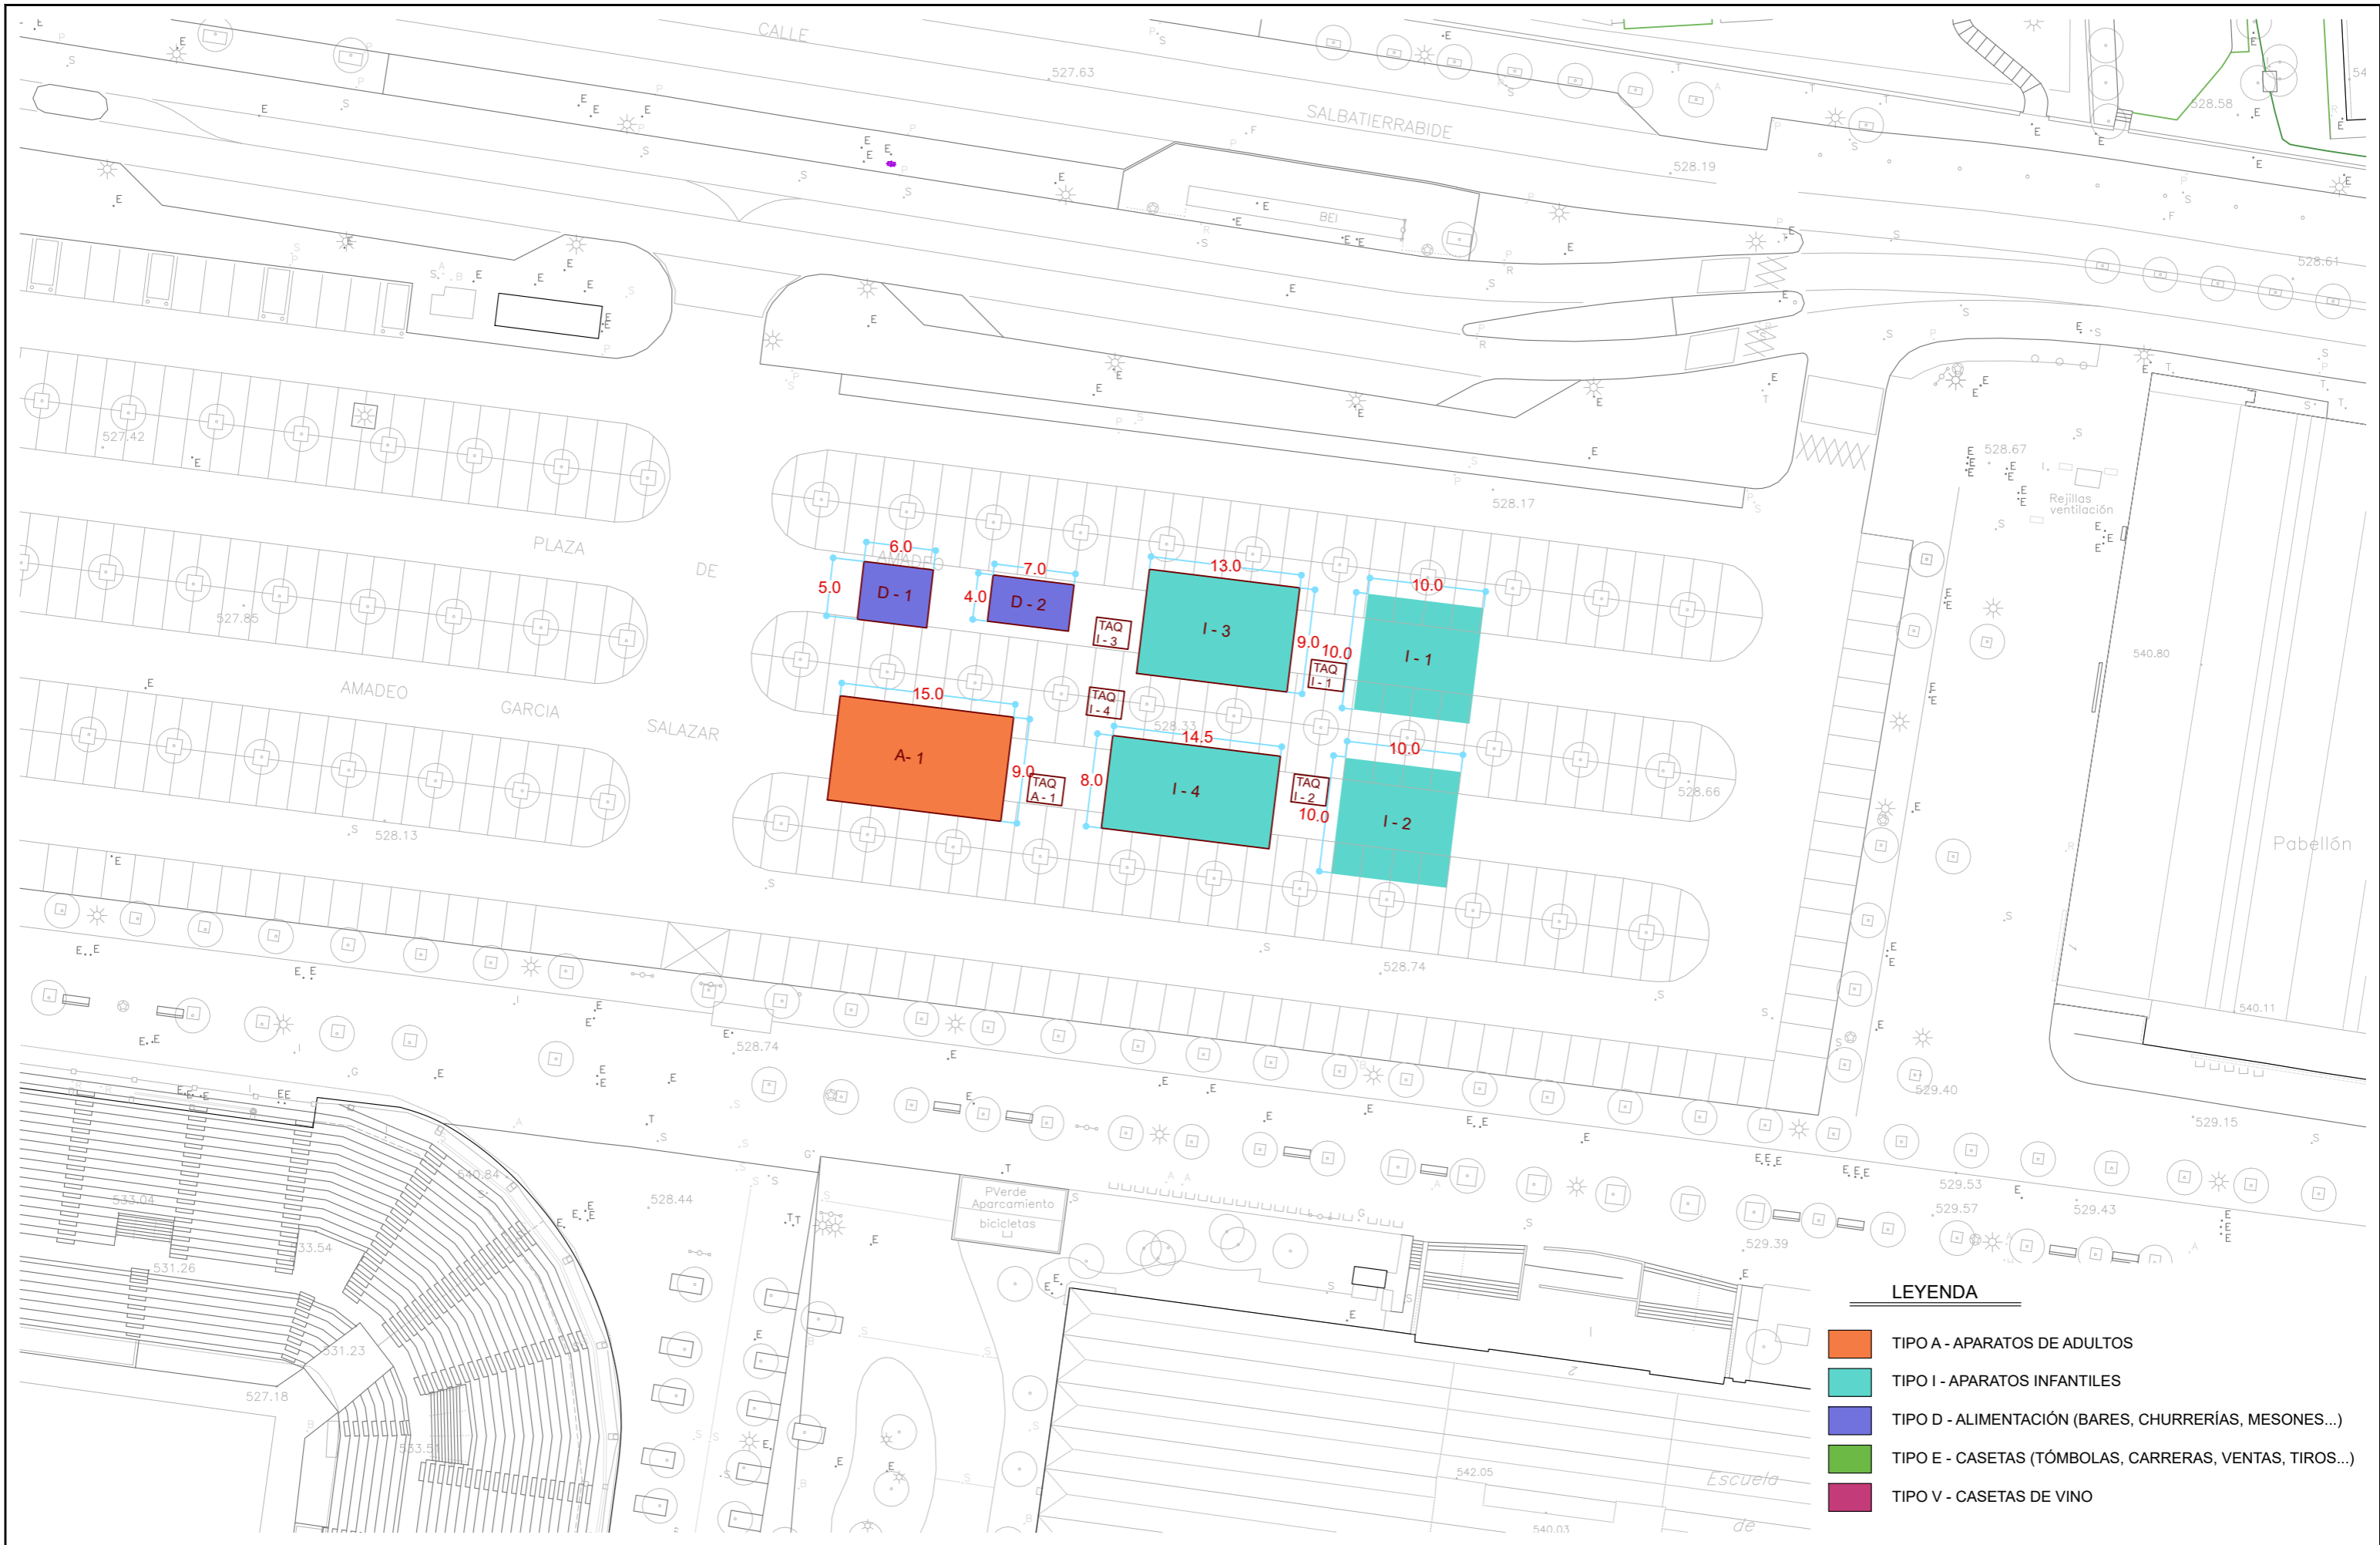 CALLE
527.63
SALBATIERRABIDE
528.19
528.58
528.61
BEI
527.42
528.17
528.67
Rejillas
ventilación
PLAZA
DE
AMADEO
527.85
AMADEO
GARCIA
SALAZAR
6.0
5.0
D - 1
7.0
4.0
D - 2
TAQ
I - 3
13.0
9.0
I - 3
10.0
10.0
I - 1
TAQ
I - 1
TAQ
I - 4
528.33
15.0
9.0
A- 1
TAQ
A - 1
14.5
8.0
I - 4
TAQ
I - 2
10.0
10.0
I - 2
528.66
540.80
528.13
Pabellón
528.74
540.11
528.74
529.40
529.15
540.84
533.04
528.44
PVerde
Aparcamiento
bicicletas
529.53
529.57
529.43
529.39
533.54
531.26
531.23
527.18
533.51
542.05
540.03
Escuela
de
LEYENDA
TIPO A - APARATOS DE ADULTOS
TIPO I - APARATOS INFANTILES
TIPO D - ALIMENTACIÓN (BARES, CHURRERÍAS, MESONES...)
TIPO E - CASETAS (TÓMBOLAS, CARRERAS, VENTAS, TIROS...)
TIPO V - CASETAS DE VINO